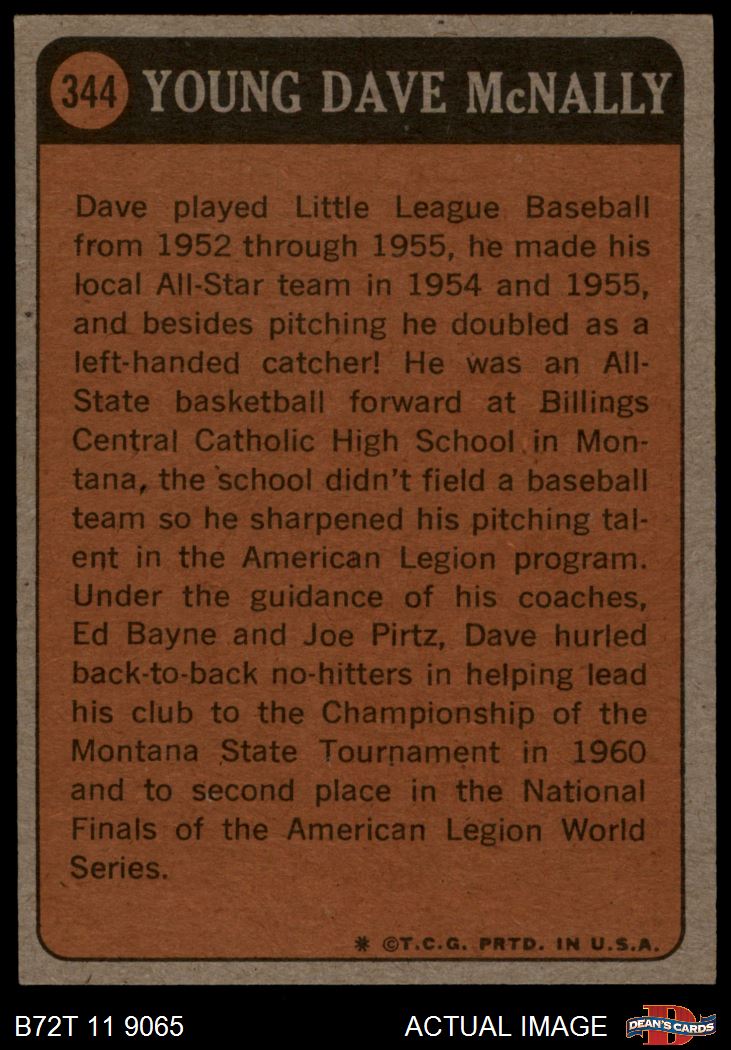 344 YOUNG DAVE McNALLY
Dave played Little League Baseball
from 1952 through 1955, he made his
local All-Star team in 1954 and 1955,
and besides pitching he doubled as a
left-handed catcher! He was an All-
State basketball forward at Billings
Central Catholic High School in Mon-
tana, the school didn't field a baseball
team so he sharpened his pitching tal-
ent in the American Legion program.
Under the guidance of his coaches,
Ed Bayne and Joe Pirtz, Dave hurled
back-to-back no-hitters in helping lead
his club to the Championship of the
Montana State Tournament in 1960
and to second place in the National
Finals of the American Legion World
Series.
* ©T.C.G. PRTD. IN U.S.A.
B72T 11 9065 ACTUAL IMAGE D DEAN'S CARDS